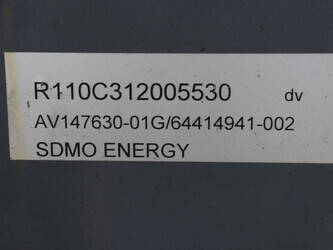 R110C312005530 dv
AV147630-01G/64414941-002
SDMO ENERGY